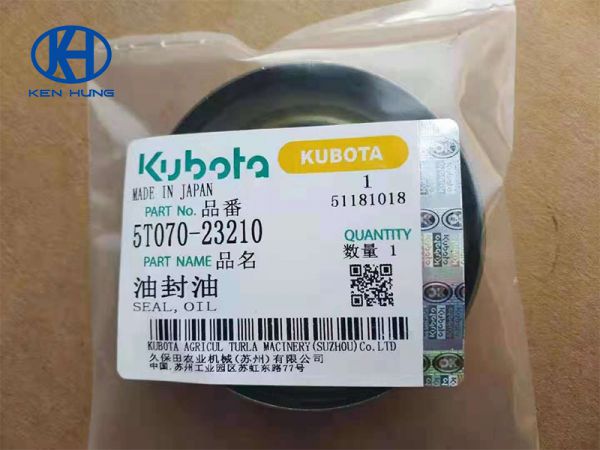 KH
KEN HUNG
Kubota KUBOTA
MADE IN JAPAN
1
51181018
PART No. 品番
5T070-23210
QUANTITY
数量 1
PART NAME 品名
油封油
SEAL, OIL
KUBOTA AGRICUL TURLA MACINERY(SUZHOU)Co.LTD
久保田农业机械(苏州)有限公司
中国.苏州工业园区苏虹东路77号